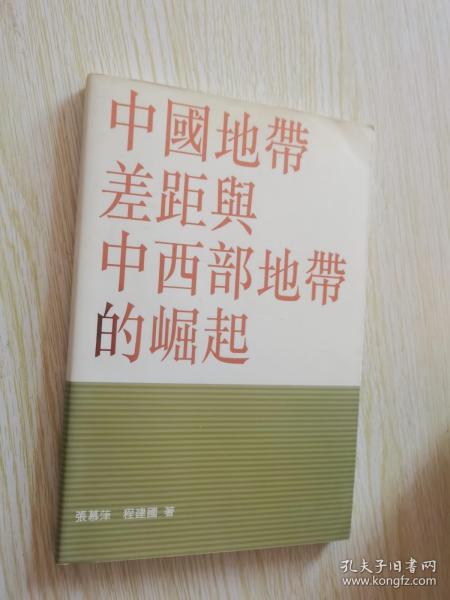 中國地帶
差距與
中西部地帶
的崛起
張慕萍 程建國 著
孔夫子旧书网
www.kongfz.com